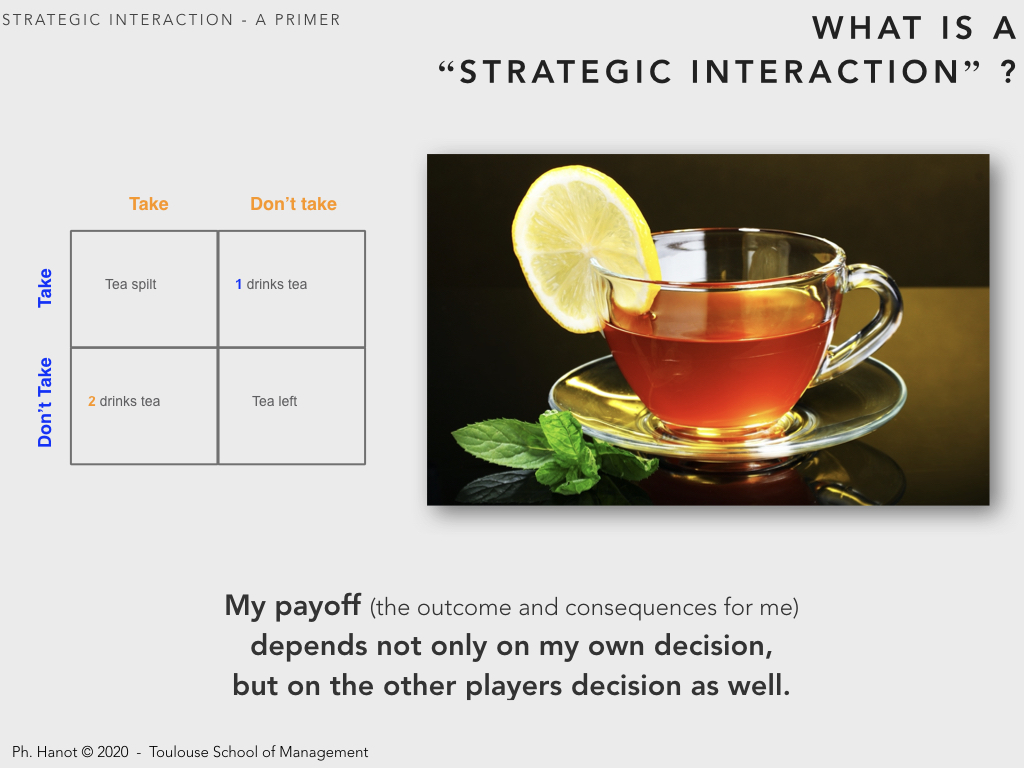 STRATEGIC INTERACTION - A PRIMER
WHAT IS A
“STRATEGIC INTERACTION” ?
Take
Don’t take
Take
Tea spilt
1 drinks tea
Don’t Take
2 drinks tea
Tea left
My payoff (the outcome and consequences for me)
depends not only on my own decision,
but on the other players decision as well.
Ph. Hanot © 2020 - Toulouse School of Management